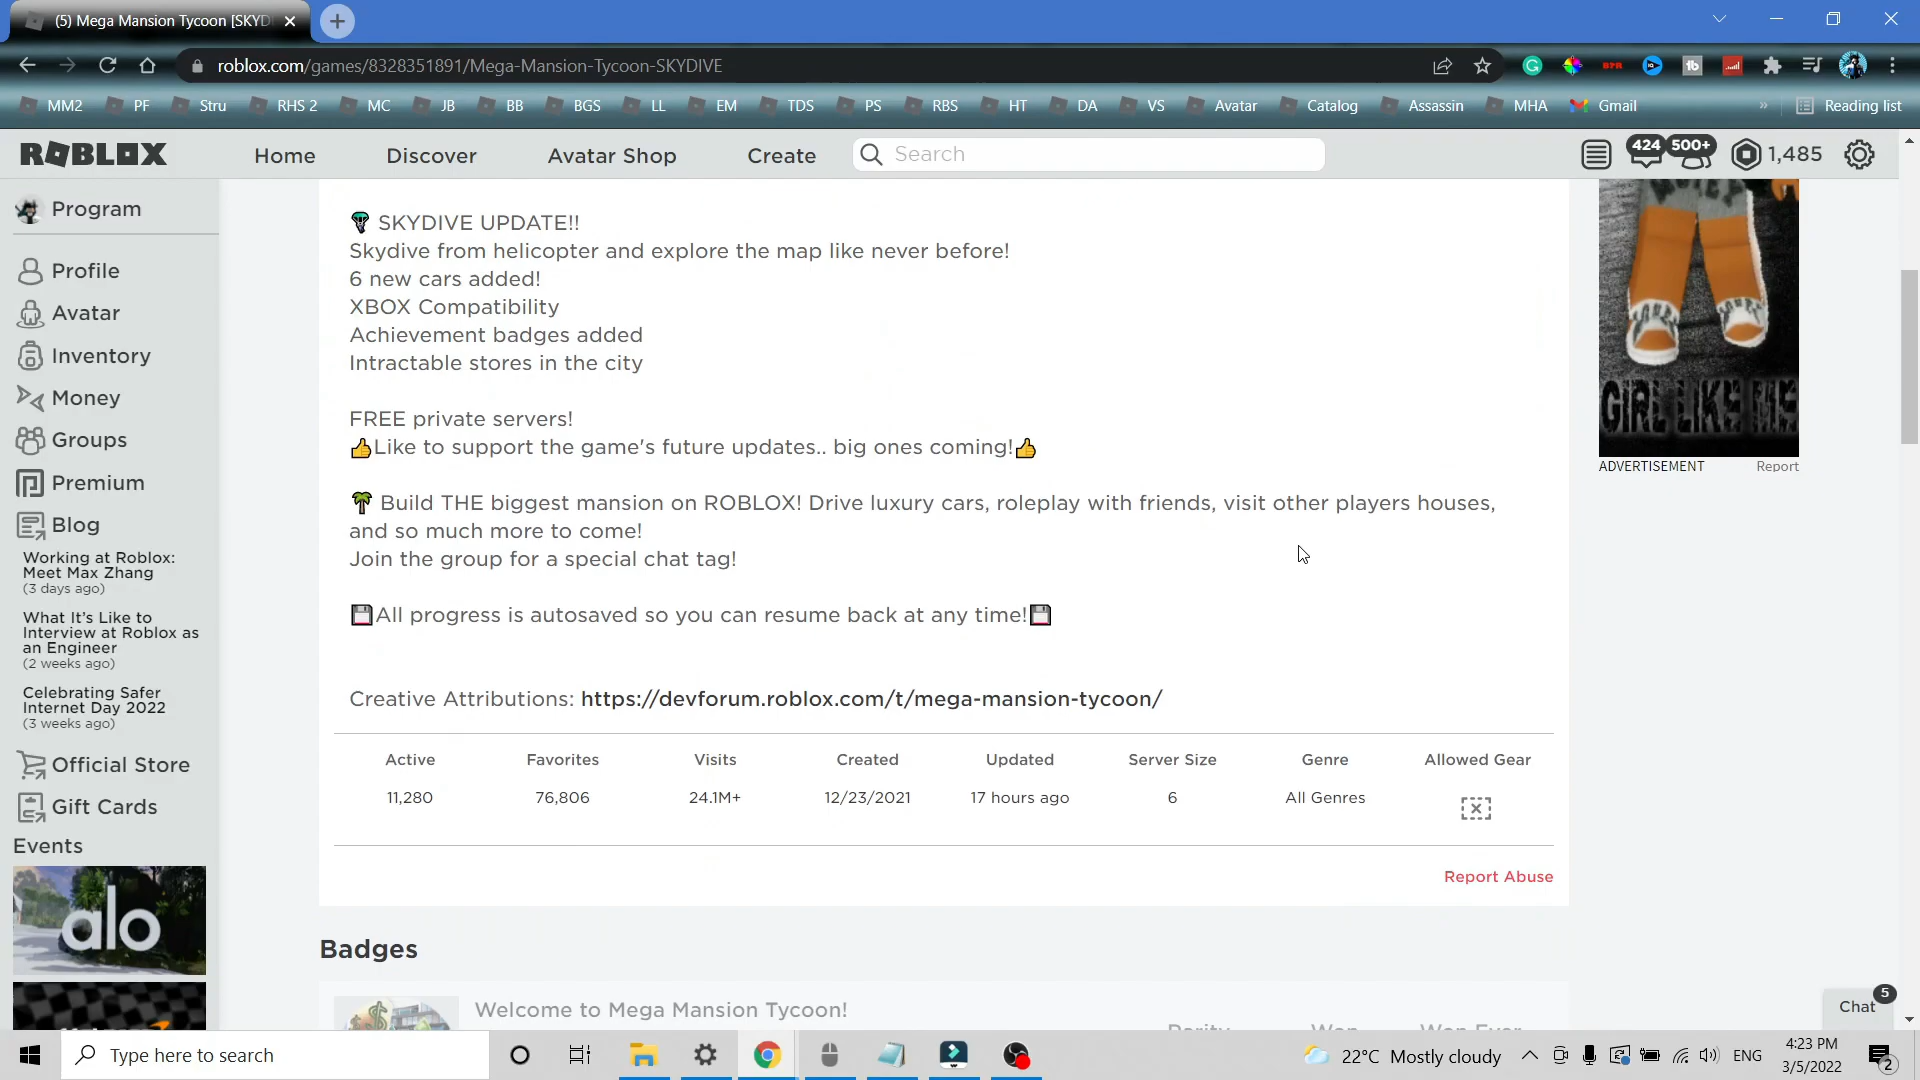 (5) Mega Mansion Tycoon [SKYD
roblox.com/games/8328351891/Mega-Mansion-Tycoon-SKYDIVE
MM2 PF Stru RHS 2 MC JB BB BGS LL EM TDS PS RBS HT DA VS Avatar Catalog Assassin MHA Gmail » Reading list
ROBLOX Home Discover Avatar Shop Create Search 424 500+ 1,485
Program
Profile
Avatar
Inventory
Money
Groups
Premium
Blog
Working at Roblox:
Meet Max Zhang
(3 days ago)
What It's Like to
Interview at Roblox as
an Engineer
(2 weeks ago)
Celebrating Safer
Internet Day 2022
(3 weeks ago)
Official Store
Gift Cards
Events
alo
SKYDIVE UPDATE!!
Skydive from helicopter and explore the map like never before!
6 new cars added!
XBOX Compatibility
Achievement badges added
Intractable stores in the city
FREE private servers!
👍Like to support the game's future updates.. big ones coming!👍
🌴 Build THE biggest mansion on ROBLOX! Drive luxury cars, roleplay with friends, visit other players houses,
and so much more to come!
Join the group for a special chat tag!
💾All progress is autosaved so you can resume back at any time!💾
Creative Attributions: https://devforum.roblox.com/t/mega-mansion-tycoon/
Active Favorites Visits Created Updated Server Size Genre Allowed Gear
11,280 76,806 24.1M+ 12/23/2021 17 hours ago 6 All Genres
Report Abuse
Badges
Welcome to Mega Mansion Tycoon!
Rarity Won Won Ever
GIRL LIKE ME
ADVERTISEMENT Report
Chat 5
Type here to search
22°C Mostly cloudy ENG
4:23 PM
3/5/2022
2